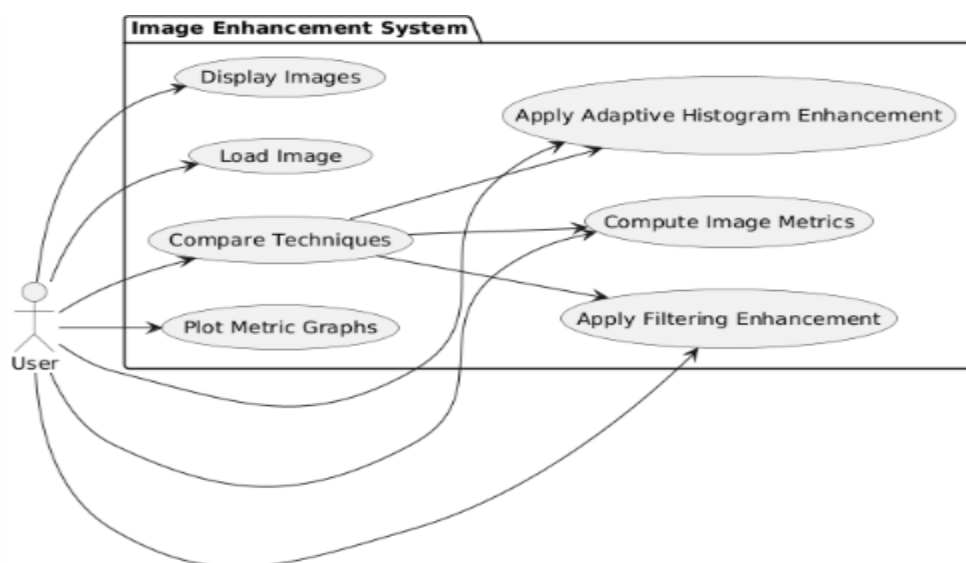 Image Enhancement System
Display Images
Apply Adaptive Histogram Enhancement
Load Image
Compute Image Metrics
Compare Techniques
Apply Filtering Enhancement
Plot Metric Graphs
User